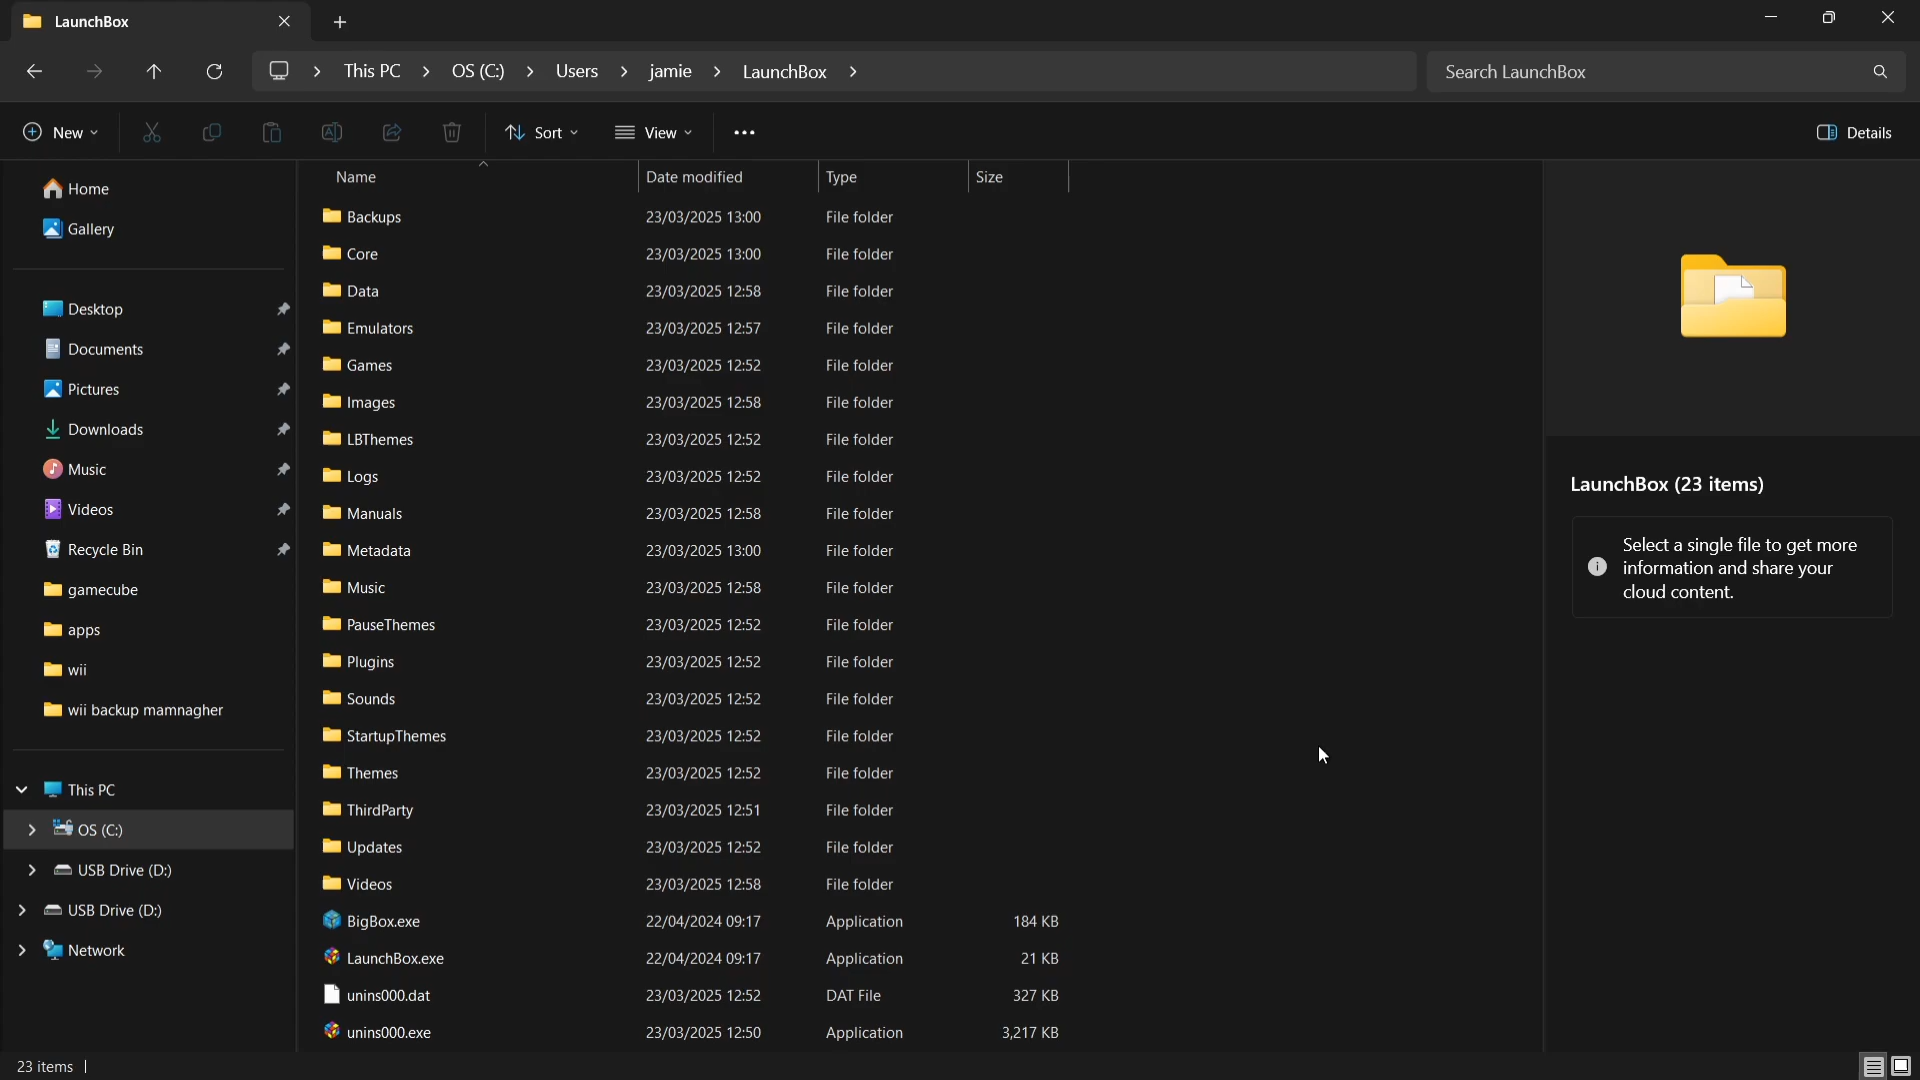 LaunchBox
This PC OS (C:) Users jamie LaunchBox
Search LaunchBox
New Sort View Details
Home
Gallery
Desktop
Documents
Pictures
Downloads
Music
Videos
Recycle Bin
gamecube
apps
wii
wii backup mamnagher
This PC
OS (C:)
USB Drive (D:)
USB Drive (D:)
Network
Name Date modified Type Size
Backups 23/03/2025 13:00 File folder
Core 23/03/2025 13:00 File folder
Data 23/03/2025 12:58 File folder
Emulators 23/03/2025 12:57 File folder
Games 23/03/2025 12:52 File folder
Images 23/03/2025 12:58 File folder
LBThemes 23/03/2025 12:52 File folder
Logs 23/03/2025 12:52 File folder
Manuals 23/03/2025 12:58 File folder
Metadata 23/03/2025 13:00 File folder
Music 23/03/2025 12:58 File folder
PauseThemes 23/03/2025 12:52 File folder
Plugins 23/03/2025 12:52 File folder
Sounds 23/03/2025 12:52 File folder
StartupThemes 23/03/2025 12:52 File folder
Themes 23/03/2025 12:52 File folder
ThirdParty 23/03/2025 12:51 File folder
Updates 23/03/2025 12:52 File folder
Videos 23/03/2025 12:58 File folder
BigBox.exe 22/04/2024 09:17 Application 184 KB
LaunchBox.exe 22/04/2024 09:17 Application 21 KB
unins000.dat 23/03/2025 12:52 DAT File 327 KB
unins000.exe 23/03/2025 12:50 Application 3,217 KB
LaunchBox (23 items)
Select a single file to get more
information and share your
cloud content.
23 items